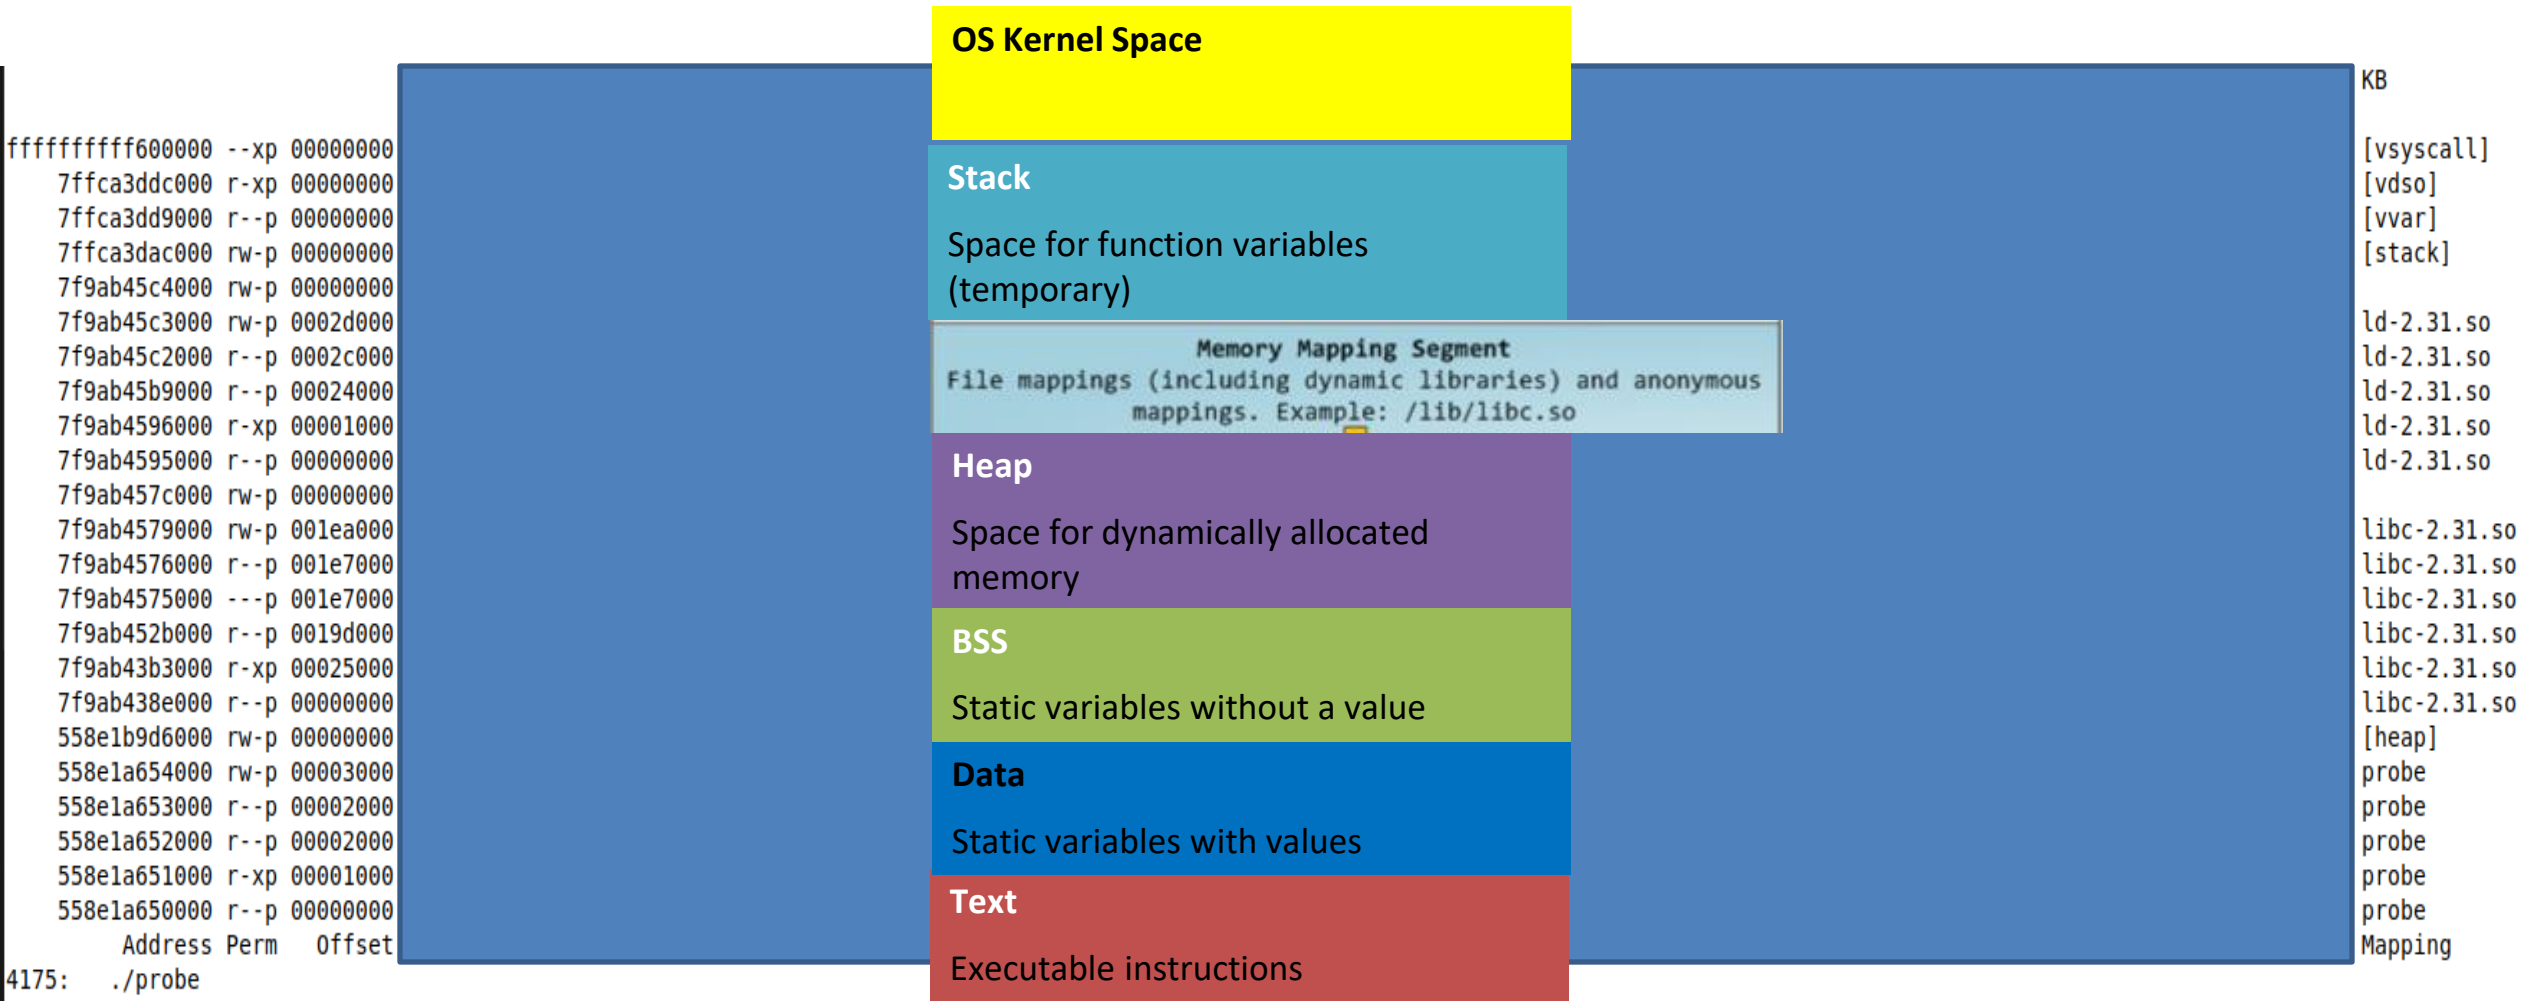 OS Kernel Space
KB
ffffffffff600000 --xp 00000000 [vsyscall]
7ffca3ddc000 r-xp 00000000 [vdso]
7ffca3dd9000 r--p 00000000 [vvar]
7ffca3dac000 rw-p 00000000 [stack]
7f9ab45c4000 rw-p 00000000
7f9ab45c3000 rw-p 0002d000 ld-2.31.so
7f9ab45c2000 r--p 0002c000 ld-2.31.so
7f9ab45b9000 r--p 00024000 ld-2.31.so
7f9ab4596000 r-xp 00001000 ld-2.31.so
7f9ab4595000 r--p 00000000 ld-2.31.so
7f9ab457c000 rw-p 00000000
7f9ab4579000 rw-p 001ea000 libc-2.31.so
7f9ab4576000 r--p 001e7000 libc-2.31.so
7f9ab4575000 ---p 001e7000 libc-2.31.so
7f9ab452b000 r--p 0019d000 libc-2.31.so
7f9ab43b3000 r-xp 00025000 libc-2.31.so
7f9ab438e000 r--p 00000000 libc-2.31.so
558e1b9d6000 rw-p 00000000 [heap]
558e1a654000 rw-p 00003000 probe
558e1a653000 r--p 00002000 probe
558e1a652000 r--p 00002000 probe
558e1a651000 r-xp 00001000 probe
558e1a650000 r--p 00000000 probe
Address Perm Offset Mapping
4175: ./probe
Stack
Space for function variables
(temporary)
Memory Mapping Segment
File mappings (including dynamic libraries) and anonymous
mappings. Example: /lib/libc.so
Heap
Space for dynamically allocated
memory
BSS
Static variables without a value
Data
Static variables with values
Text
Executable instructions